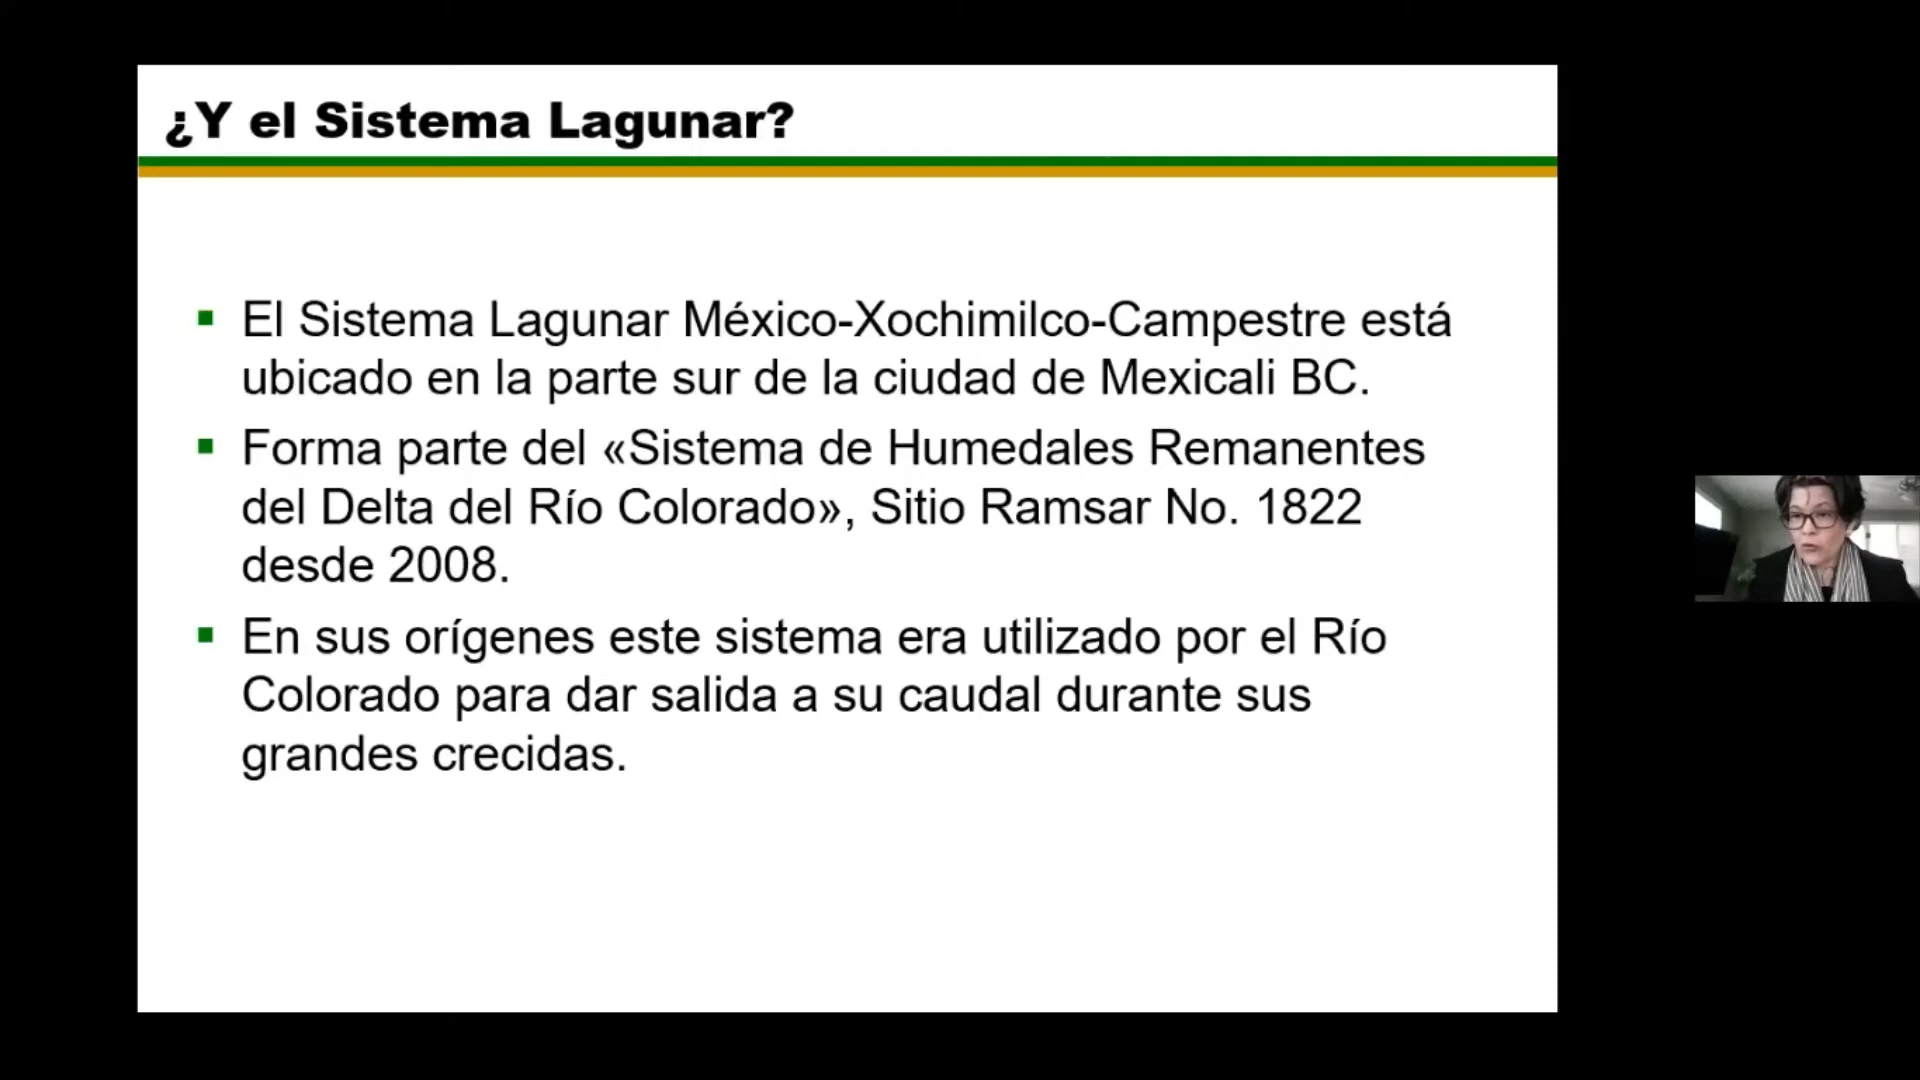 ¿Y el Sistema Lagunar?
El Sistema Lagunar México-Xochimilco-Campestre está
ubicado en la parte sur de la ciudad de Mexicali BC.
Forma parte del «Sistema de Humedales Remanentes
del Delta del Río Colorado», Sitio Ramsar No. 1822
desde 2008.
En sus orígenes este sistema era utilizado por el Río
Colorado para dar salida a su caudal durante sus
grandes crecidas.